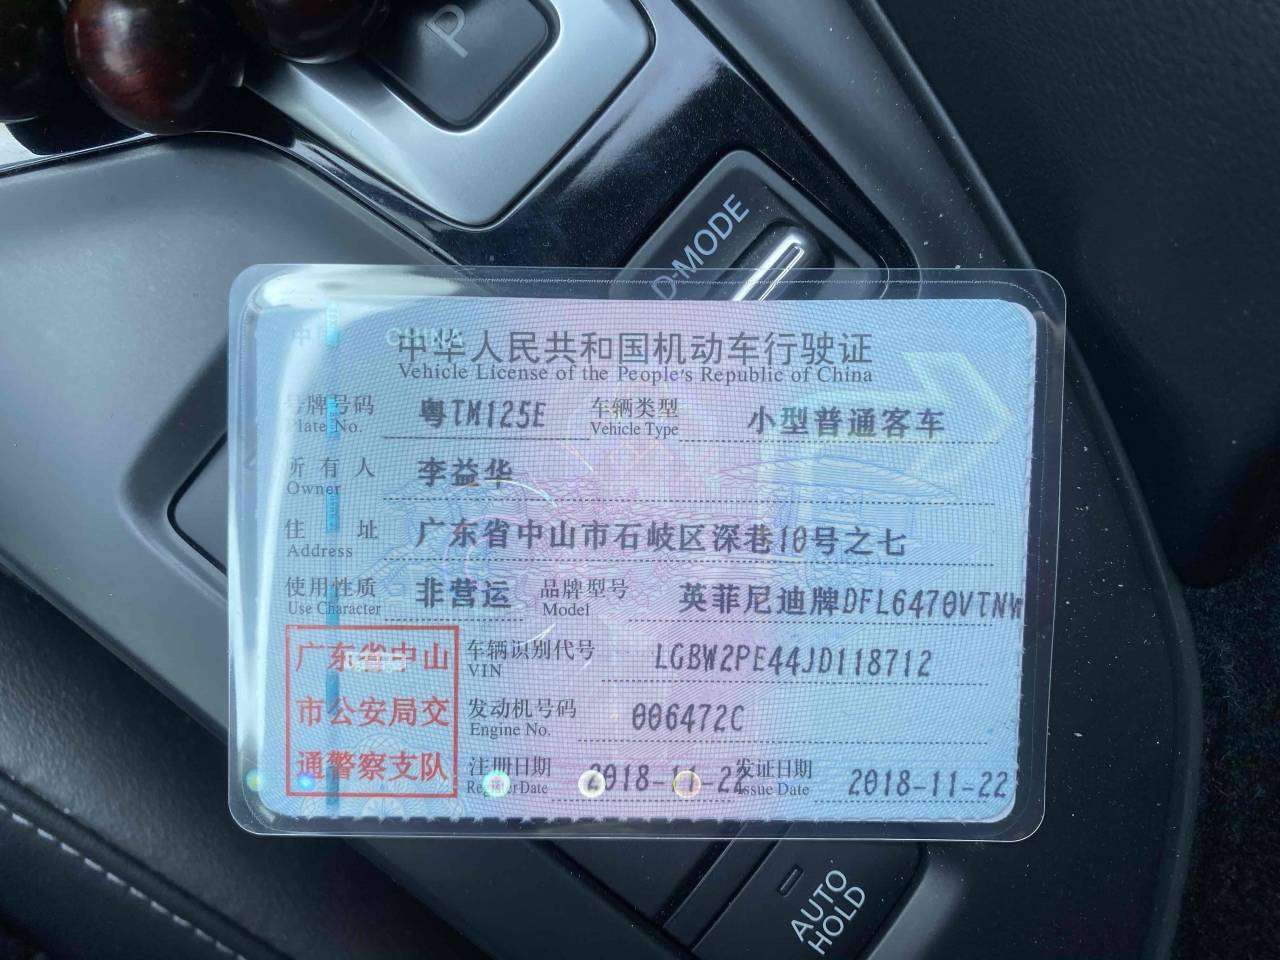 P
D-MODE
中国 CHINA
中华人民共和国机动车行驶证
Vehicle License of the People's Republic of China
号牌号码 粤TM125E 车辆类型 小型普通客车
Plate No. Vehicle Type
所有人 李益华
Owner
住址 广东省中山市石岐区深巷10号之七
Address
使用性质 非营运 品牌型号 英菲尼迪牌DFL6470VTNW
Use Character Model
广东省中山
市公安局交
通警察支队
车辆识别代号 LGBW2PE44JD118712
VIN
发动机号码 006472C
Engine No.
注册日期 2018-11-22 发证日期 2018-11-22
Register Date Issue Date
AUTO
HOLD